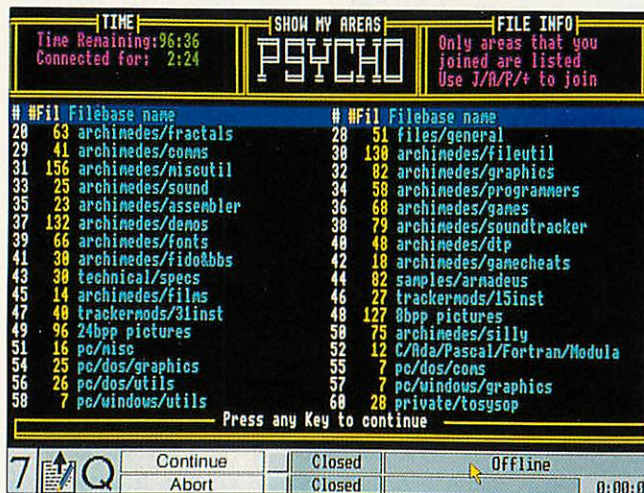 TIME
Time Remaining:96:36
Connected for: 2:24
SHOW MY AREAS
PSYCHO
FILE INFO
Only areas that you
joined are listed
Use J/A/P/+ to join
# #Fil Filebase name
20 63 archimedes/fractals
29 41 archimedes/comms
31 156 archimedes/miscutil
33 25 archimedes/sound
35 23 archimedes/assembler
37 132 archimedes/demos
39 66 archimedes/fonts
41 30 archimedes/fido&bbs
43 30 technical/specs
45 14 archimedes/films
47 40 trackermods/31inst
49 96 24bpp pictures
51 16 pc/misc
54 25 pc/dos/graphics
56 26 pc/dos/utils
58 7 pc/windows/utils
# #Fil Filebase name
28 51 files/general
30 130 archimedes/fileutil
32 82 archimedes/graphics
34 58 archimedes/programmers
36 68 archimedes/games
38 79 archimedes/soundtracker
40 48 archimedes/dtp
42 18 archimedes/gamecheats
44 82 samples/armadeus
46 27 trackermods/15inst
48 127 8bpp pictures
50 75 archimedes/silly
52 12 C/Ada/Pascal/Fortran/Modula
55 7 pc/dos/coms
57 7 pc/windows/graphics
60 28 private/tosysop
Press any Key to continue
7 Q Continue Closed Offline
Abort Closed 0:00:0